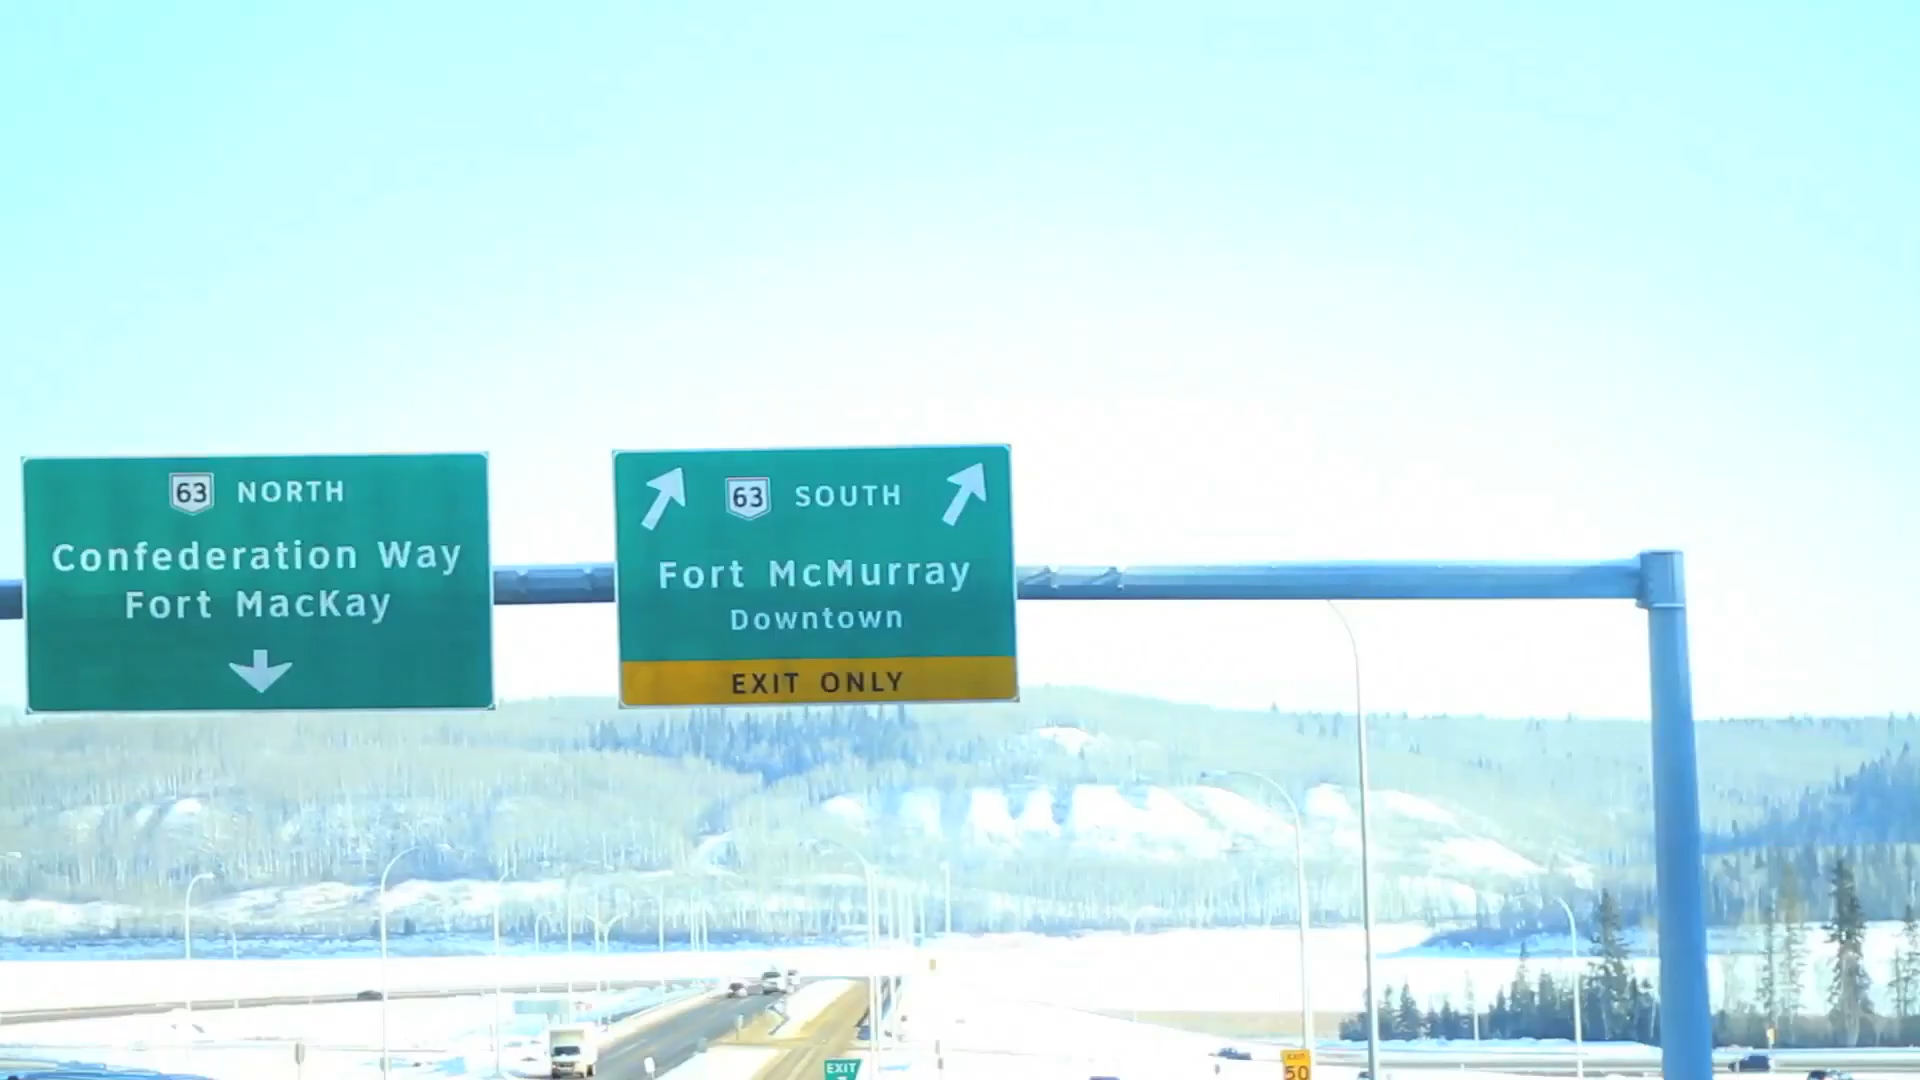 63 NORTH
Confederation Way
Fort MacKay
63 SOUTH
Fort McMurray
Downtown
EXIT ONLY
EXIT
EXIT
50